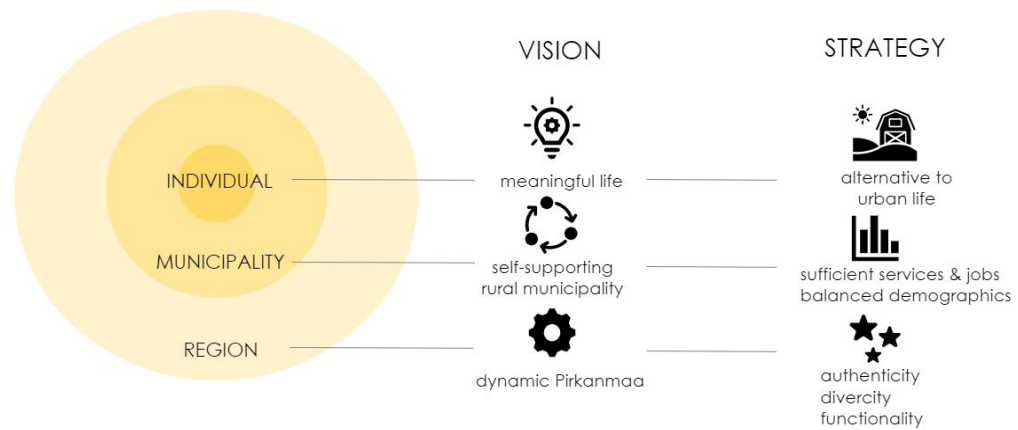 VISION
STRATEGY
INDIVIDUAL
meaningful life
alternative to
urban life
MUNICIPALITY
self-supporting
rural municipality
sufficient services & jobs
balanced demographics
REGION
dynamic Pirkanmaa
authenticity
divercity
functionality